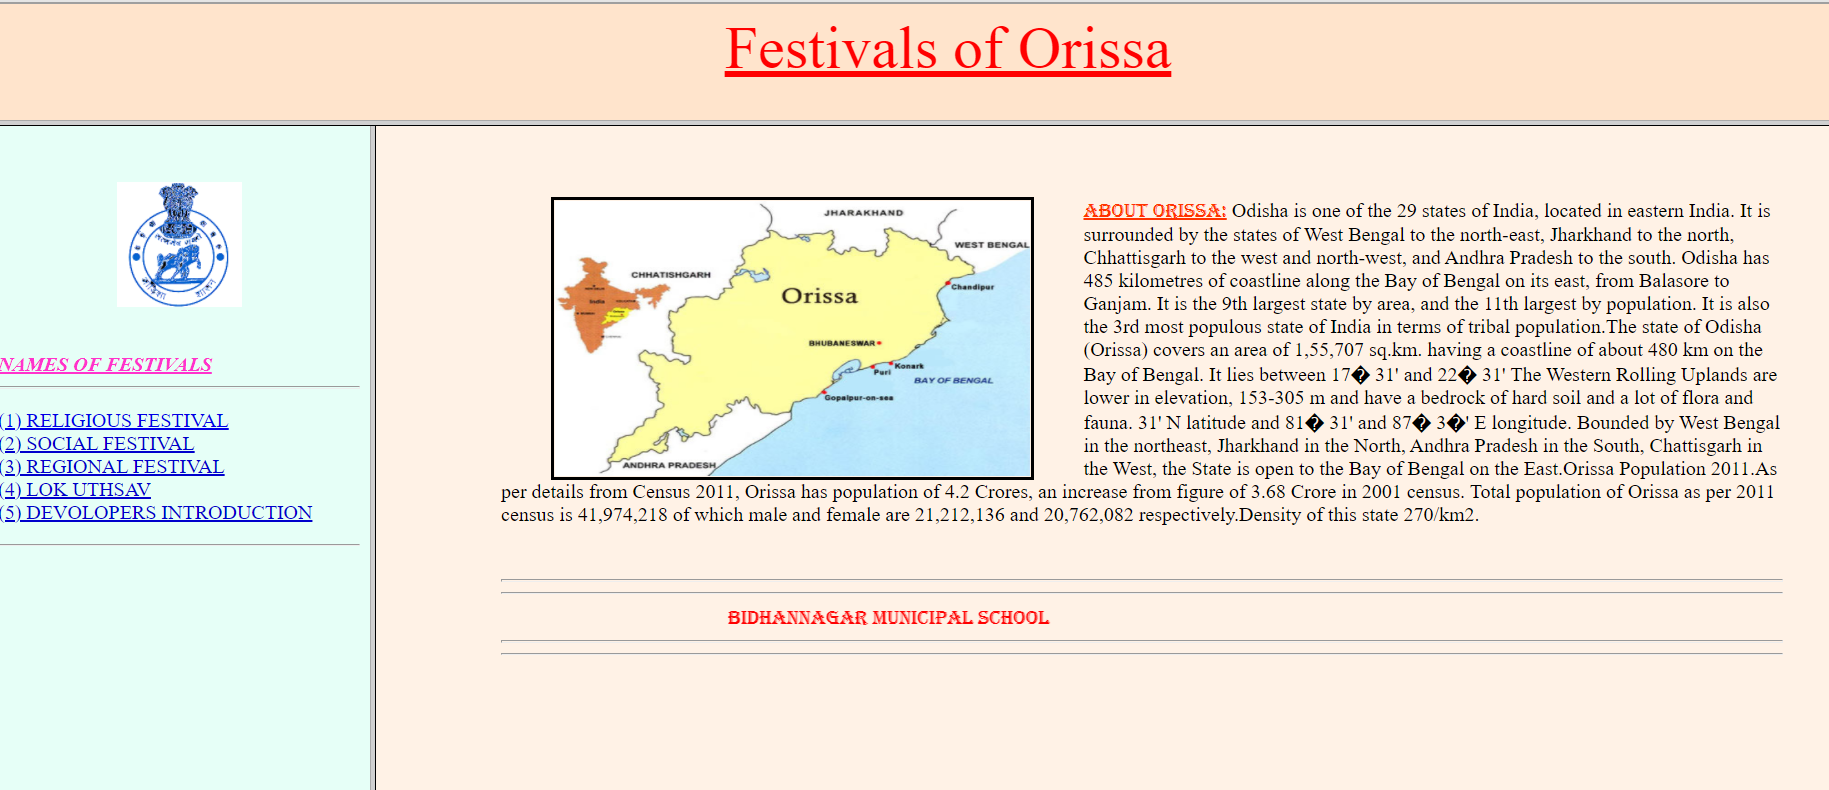 Festivals of Orissa
NAMES OF FESTIVALS
(1) RELIGIOUS FESTIVAL
(2) SOCIAL FESTIVAL
(3) REGIONAL FESTIVAL
(4) LOK UTHSAV
(5) DEVOLOPERS INTRODUCTION
JHARAKHAND
WEST BENGAL
CHHATISHGARH
India
Orissa
Chandipur
BHUBANESWAR
Konark
Puri
BAY OF BENGAL
Gopalpur-on-sea
ANDHRA PRADESH
ABOUT ORISSA: Odisha is one of the 29 states of India, located in eastern India. It is
surrounded by the states of West Bengal to the north-east, Jharkhand to the north,
Chhattisgarh to the west and north-west, and Andhra Pradesh to the south. Odisha has
485 kilometres of coastline along the Bay of Bengal on its east, from Balasore to
Ganjam. It is the 9th largest state by area, and the 11th largest by population. It is also
the 3rd most populous state of India in terms of tribal population.The state of Odisha
(Orissa) covers an area of 1,55,707 sq.km. having a coastline of about 480 km on the
Bay of Bengal. It lies between 17� 31' and 22� 31' The Western Rolling Uplands are
lower in elevation, 153-305 m and have a bedrock of hard soil and a lot of flora and
fauna. 31' N latitude and 81� 31' and 87� 3�' E longitude. Bounded by West Bengal
in the northeast, Jharkhand in the North, Andhra Pradesh in the South, Chattisgarh in
the West, the State is open to the Bay of Bengal on the East.Orissa Population 2011.As
per details from Census 2011, Orissa has population of 4.2 Crores, an increase from figure of 3.68 Crore in 2001 census. Total population of Orissa as per 2011
census is 41,974,218 of which male and female are 21,212,136 and 20,762,082 respectively.Density of this state 270/km2.
BIDHANNAGAR MUNICIPAL SCHOOL